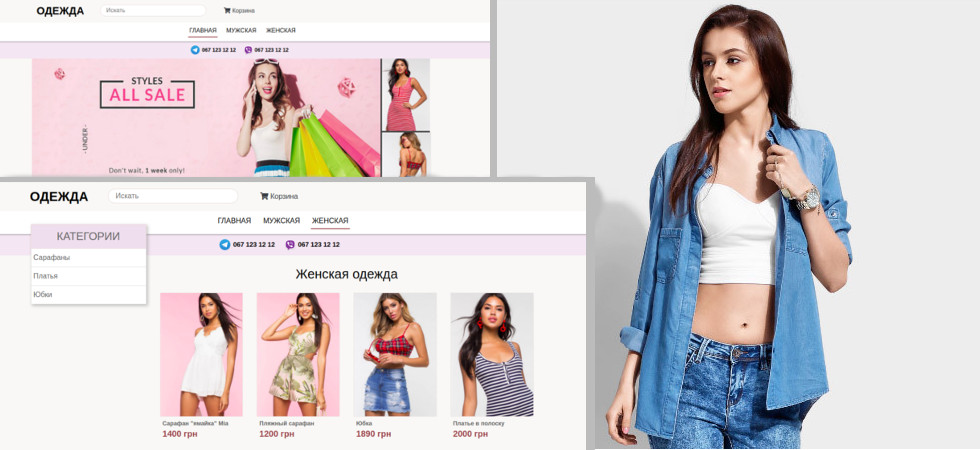 ОДЕЖДА
Искать
Корзина
ГЛАВНАЯ МУЖСКАЯ ЖЕНСКАЯ
067 123 12 12 067 123 12 12
STYLES
ALL SALE
- UNDER -
Don't wait, 1 week only!
ОДЕЖДА
Искать
Корзина
ГЛАВНАЯ МУЖСКАЯ ЖЕНСКАЯ
067 123 12 12 067 123 12 12
КАТЕГОРИИ
Сарафаны
Платья
Юбки
Женская одежда
Сарафан "ямайка" Mia
1400 грн
Пляжный сарафан
1200 грн
Юбка
1890 грн
Платье в полоску
2000 грн